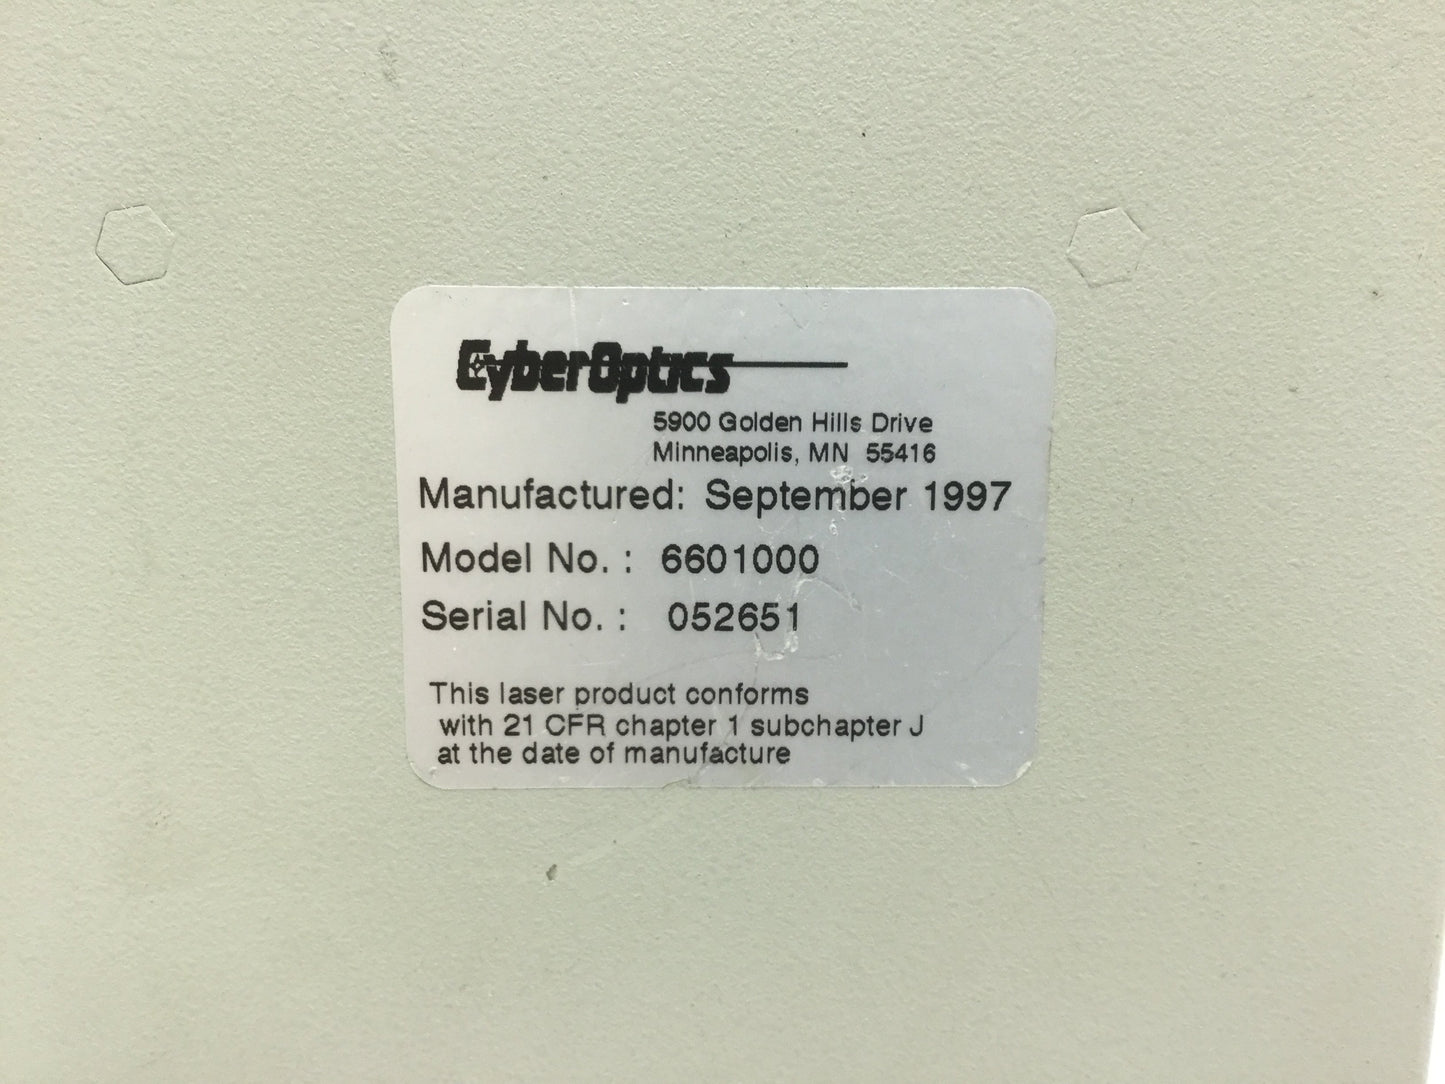 CyberOptics
5900 Golden Hills Drive
Minneapolis, MN 55416
Manufactured: September 1997
Model No. : 6601000
Serial No. : 052651
This laser product conforms
with 21 CFR chapter 1 subchapter J
at the date of manufacture